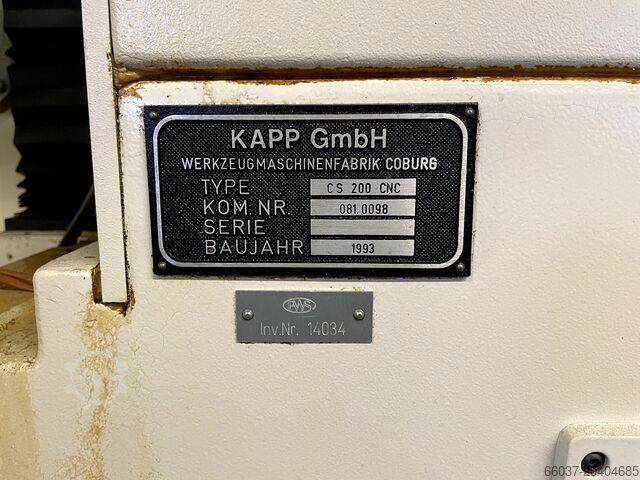 KAPP GmbH
WERKZEUGMASCHINENFABRIK COBURG
TYPE CS 200 CNC
KOM. NR. 081.0098
SERIE
BAUJAHR 1993
Inv.Nr. 14034
66037-20404685